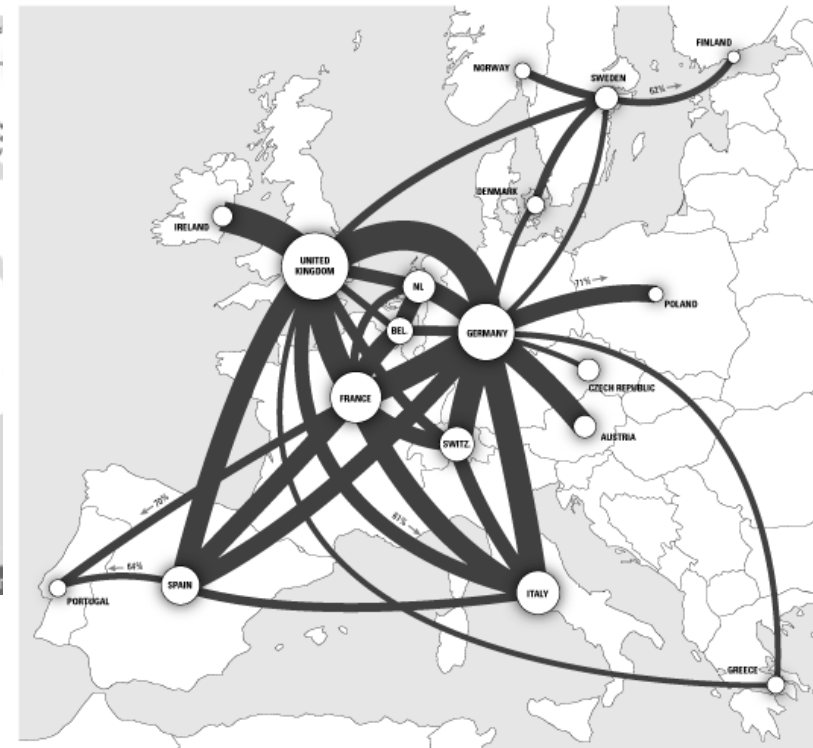 FINLAND
NORWAY
SWEDEN
62%
DENMARK
IRELAND
UNITED
KINGDOM
NL
71%
POLAND
BEL.
GERMANY
CZECH REPUBLIC
FRANCE
AUSTRIA
SWITZ.
70%
61%
64%
SPAIN
PORTUGAL
ITALY
GREECE